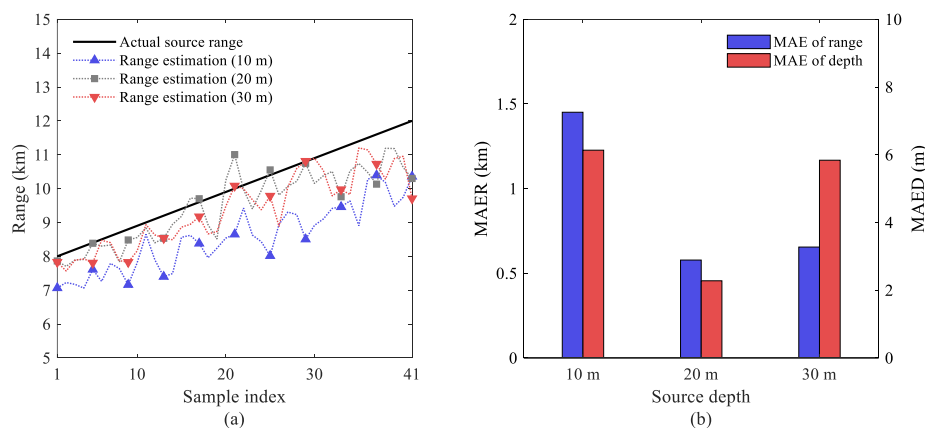 15
14
13
12
11
10
9
8
7
6
5
Range (km)
Actual source range
Range estimation (10 m)
Range estimation (20 m)
Range estimation (30 m)
1
10
20
30
41
Sample index
(a)
2
1.5
1
0.5
0
MAER (km)
MAE of range
MAE of depth
10
8
6
4
2
0
MAED (m)
10 m
20 m
30 m
Source depth
(b)